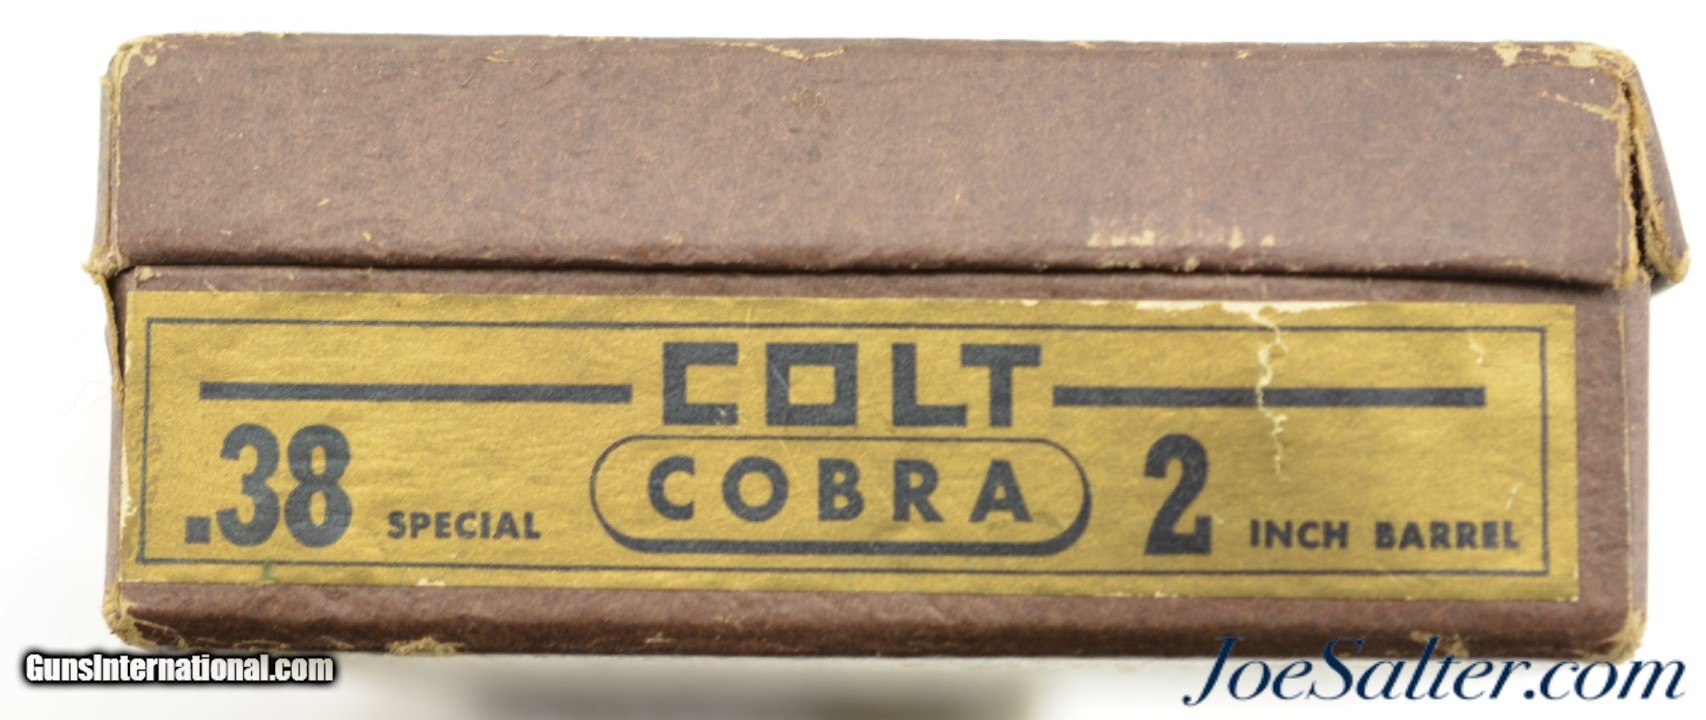 COLT
.38 SPECIAL COBRA 2 INCH BARREL
GunsInternational.com
JoeSalter.com